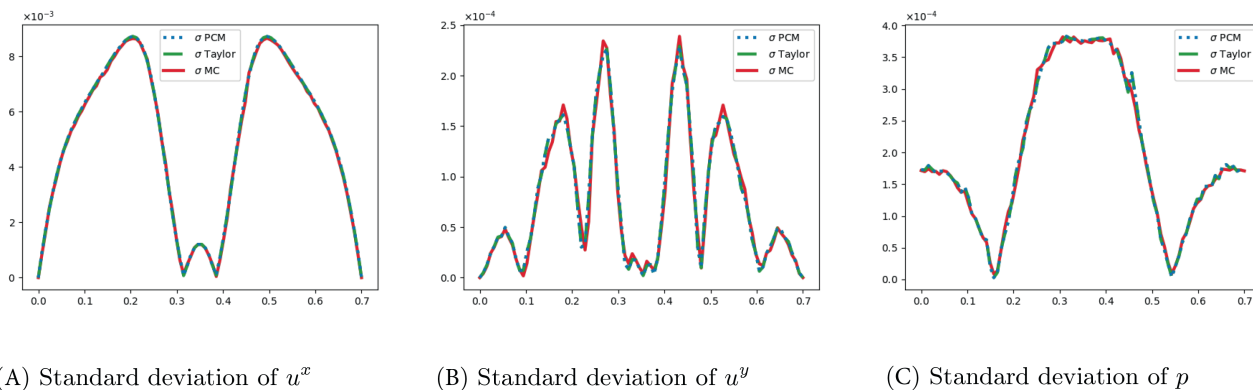 ×10⁻³
8
6
4
2
0
0.0 0.1 0.2 0.3 0.4 0.5 0.6 0.7
σ PCM
σ Taylor
σ MC
×10⁻⁴
2.5
2.0
1.5
1.0
0.5
0.0
0.0 0.1 0.2 0.3 0.4 0.5 0.6 0.7
σ PCM
σ Taylor
σ MC
×10⁻⁴
4.0
3.5
3.0
2.5
2.0
1.5
1.0
0.5
0.0
0.0 0.1 0.2 0.3 0.4 0.5 0.6 0.7
σ PCM
σ Taylor
σ MC
(A) Standard deviation of uˣ
(B) Standard deviation of uʸ
(C) Standard deviation of p